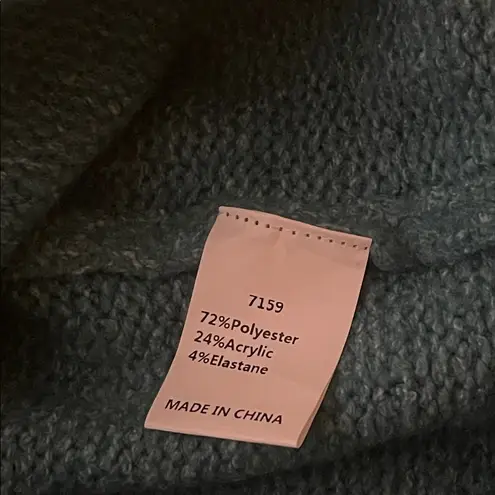 7159
72%Polyester
24%Acrylic
4%Elastane
MADE IN CHINA